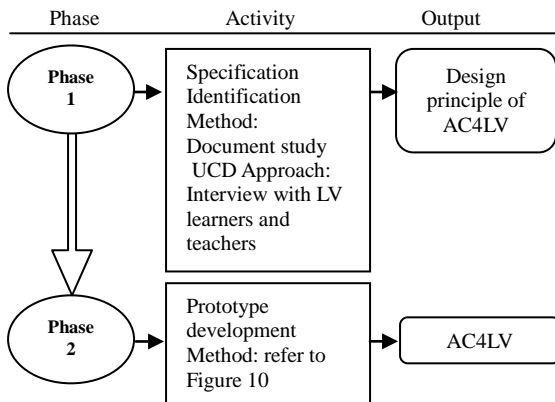 Phase Activity Output
Phase
1
Specification
Identification
Method:
Document study
UCD Approach:
Interview with LV
learners and
teachers
Design
principle of
AC4LV
Phase
2
Prototype
development
Method: refer to
Figure 10
AC4LV